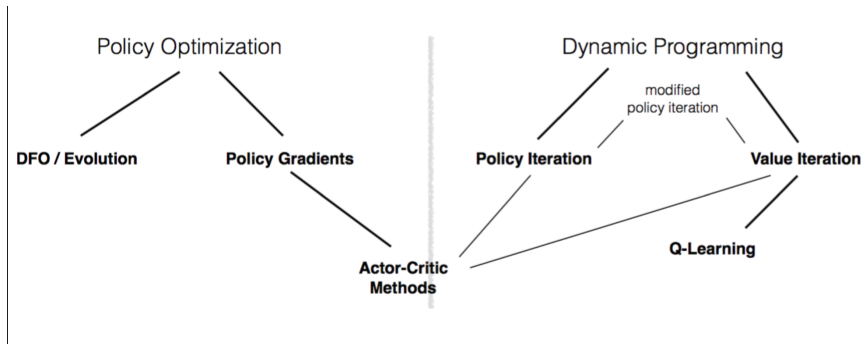 Policy Optimization
Dynamic Programming
modified
policy iteration
DFO / Evolution
Policy Gradients
Policy Iteration
Value Iteration
Q-Learning
Actor-Critic
Methods